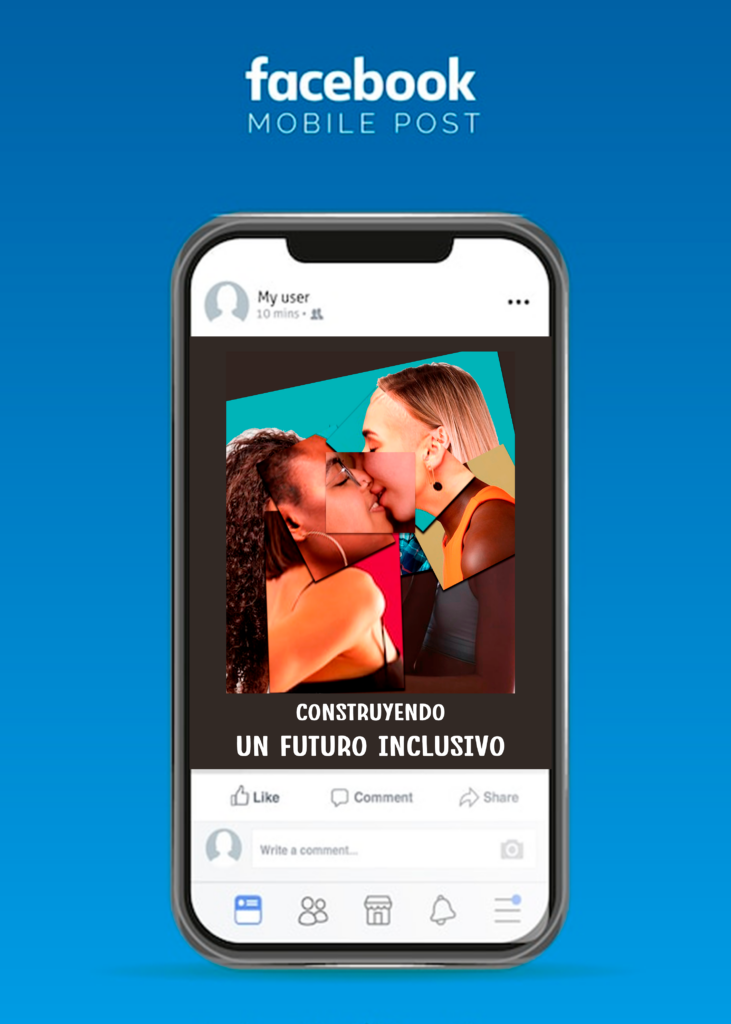 facebook
MOBILE POST
My user
10 mins •
CONSTRUYENDO
UN FUTURO INCLUSIVO
Like Comment Share
Write a comment...